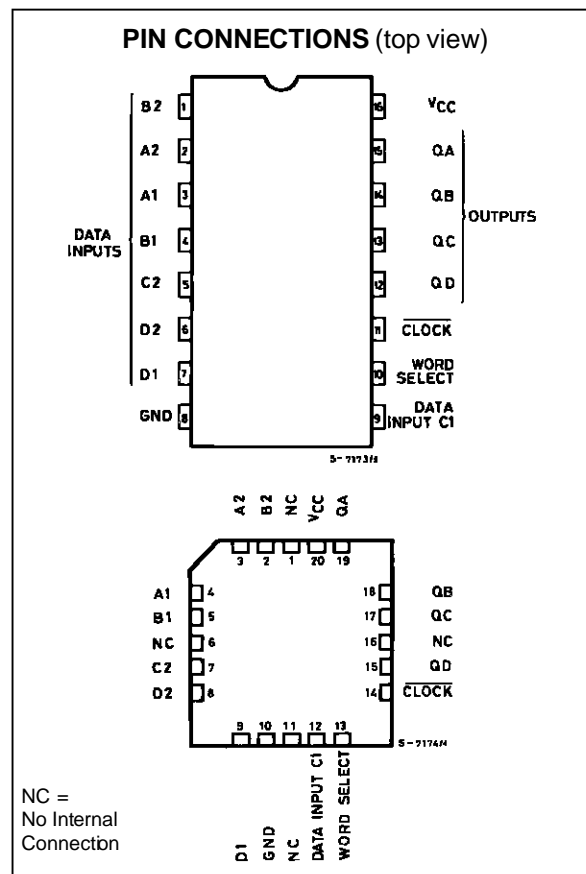 PIN CONNECTIONS (top view)
B2 1 16 VCC
A2 2 15 QA
A1 3 14 QB
DATA INPUTS
OUTPUTS
B1 4 13 QC
C2 5 12 QD
D2 6 11 CLOCK
D1 7 10 WORD SELECT
GND 8 9 DATA INPUT C1
S-7173/1
A2 B2 NC VCC QA
3 2 1 20 19
A1 4 18 QB
B1 5 17 QC
NC 6 16 NC
C2 7 15 QD
D2 8 14 CLOCK
9 10 11 12 13
S-7174/1
D1 GND NC DATA INPUT C1 WORD SELECT
NC =
No Internal
Connection